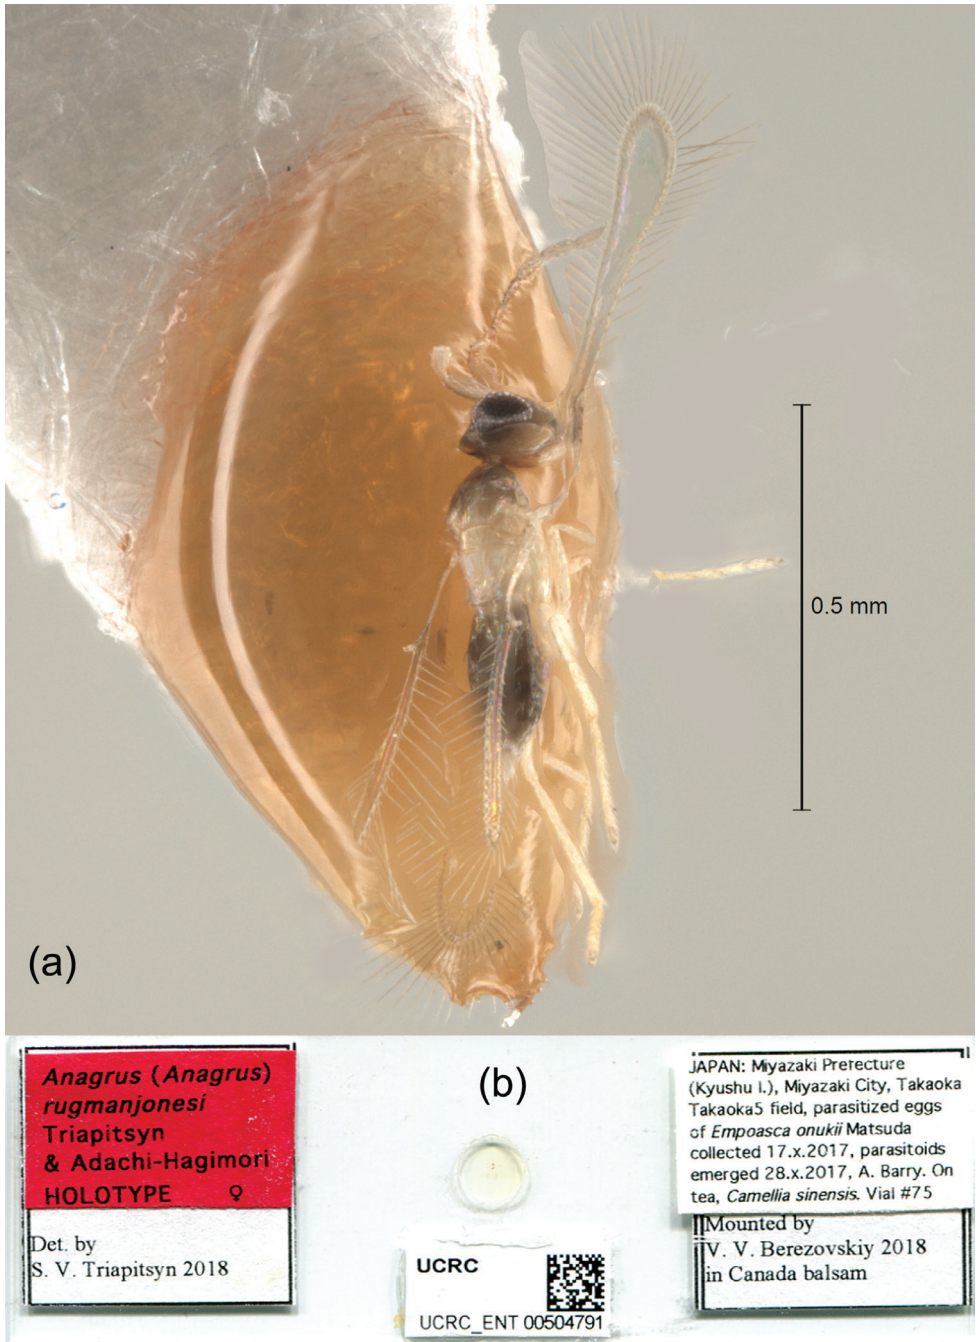 0.5 mm
(a)
(b)
Anagrus (Anagrus)
rugmanjonesi
Triapitsyn
& Adachi-Hagimori
HOLOTYPE ♀
Det. by
S. V. Triapitsyn 2018
UCRC
UCRC_ENT 00504791
JAPAN: Miyazaki Prefecture
(Kyushu I.), Miyazaki City, Takaoka
Takaoka5 field, parasitized eggs
of Empoasca onukii Matsuda
collected 17.x.2017, parasitoids
emerged 28.x.2017, A. Barry. On
tea, Camellia sinensis. Vial #75
Mounted by
V. V. Berezovskiy 2018
in Canada balsam